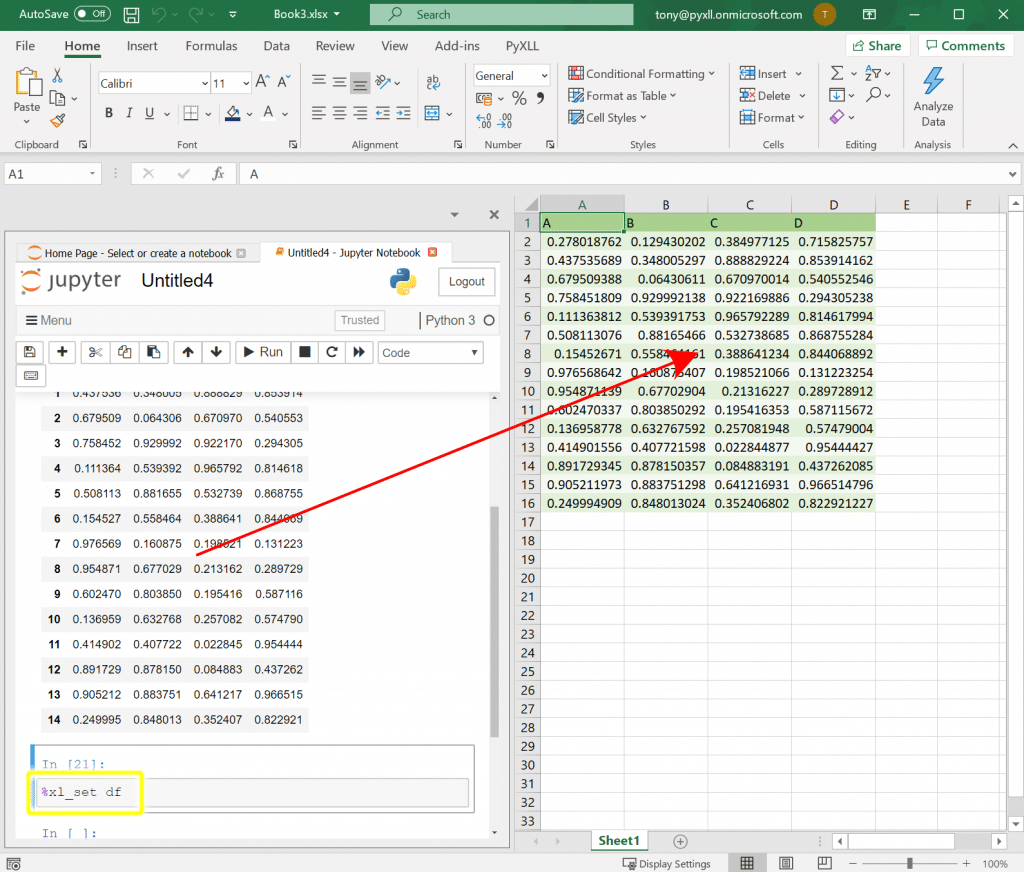 AutoSave Off Book3.xlsx Search tony@pyxll.onmicrosoft.com T
File Home Insert Formulas Data Review View Add-ins PyXLL Share Comments
Paste
Calibri 11
B I U A
General
Conditional Formatting
Format as Table
Cell Styles
Insert
Delete
Format
Analyze
Data
Clipboard Font Alignment Number Styles Cells Editing Analysis
A1 fx A
Home Page - Select or create a notebook Untitled4 - Jupyter Notebook
jupyter Untitled4 Logout
Menu Trusted Python 3
Run Code
1 0.437536 0.348005 0.888829 0.853914
2 0.679509 0.064306 0.670970 0.540553
3 0.758452 0.929992 0.922170 0.294305
4 0.111364 0.539392 0.965792 0.814618
5 0.508113 0.881655 0.532739 0.868755
6 0.154527 0.558464 0.388641 0.844069
7 0.976569 0.160875 0.198521 0.131223
8 0.954871 0.677029 0.213162 0.289729
9 0.602470 0.803850 0.195416 0.587116
10 0.136959 0.632768 0.257082 0.574790
11 0.414902 0.407722 0.022845 0.954444
12 0.891729 0.878150 0.084883 0.437262
13 0.905212 0.883751 0.641217 0.966515
14 0.249995 0.848013 0.352407 0.822921
In [21]:
%xl_set df
In [ ]:
A B C D E F
1 A B C D
2 0.278018762 0.129430202 0.384977125 0.715825757
3 0.437535689 0.348005297 0.888829224 0.853914162
4 0.679509388 0.06430611 0.670970014 0.540552546
5 0.758451809 0.929992138 0.922169886 0.294305238
6 0.111363812 0.539391753 0.965792289 0.814617994
7 0.508113076 0.88165466 0.532738685 0.868755284
8 0.15452671 0.388641234 0.844068892
9 0.976568642 0.160875407 0.198521066 0.131223254
10 0.954871139 0.67702904 0.21316227 0.289728912
11 0.602470337 0.803850292 0.195416353 0.587115672
12 0.136958778 0.632767592 0.257081948 0.57479004
13 0.414901556 0.407721598 0.022844877 0.95444427
14 0.891729345 0.878150357 0.084883191 0.437262085
15 0.905211973 0.883751298 0.641216931 0.966514796
16 0.249994909 0.848013024 0.352406802 0.822921227
17
18
19
20
21
22
23
24
25
26
27
28
29
30
31
32
33
Sheet1
Display Settings 100%